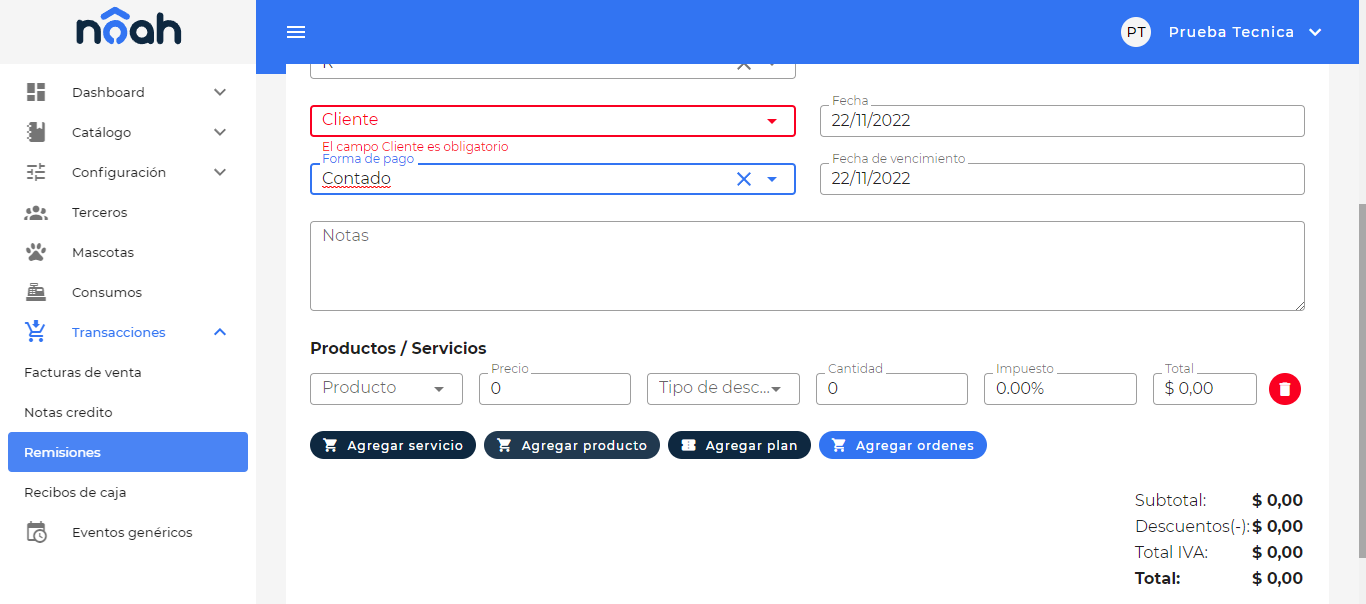 nôah
PT Prueba Tecnica
Dashboard
Catálogo
Configuración
Terceros
Mascotas
Consumos
Transacciones
Facturas de venta
Notas credito
Remisiones
Recibos de caja
Eventos genéricos
Cliente
El campo Cliente es obligatorio
Fecha
22/11/2022
Forma de pago
Contado
Fecha de vencimiento
22/11/2022
Notas
Productos / Servicios
Producto
Precio
0
Tipo de desc...
Cantidad
0
Impuesto
0.00%
Total
$ 0,00
Agregar servicio
Agregar producto
Agregar plan
Agregar ordenes
Subtotal: $ 0,00
Descuentos(-): $ 0,00
Total IVA: $ 0,00
Total: $ 0,00